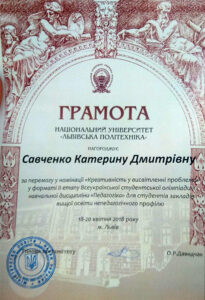 ГРАМОТА
НАЦІОНАЛЬНИЙ УНІВЕРСИТЕТ
«ЛЬВІВСЬКА ПОЛІТЕХНІКА»
НАГОРОДЖУЄ
Савченко Катерину Дмитрівну
за перемогу у номінації «Креативність у висвітленні проблеми»
у форматі ІІ етапу Всеукраїнської студентської олімпіади
навчальної дисципліни «Педагогіка» для студентів закладів
вищої освіти непедагогічного профілю
18-20 квітня 2018 року
м. Львів
О.Р.Давидчак